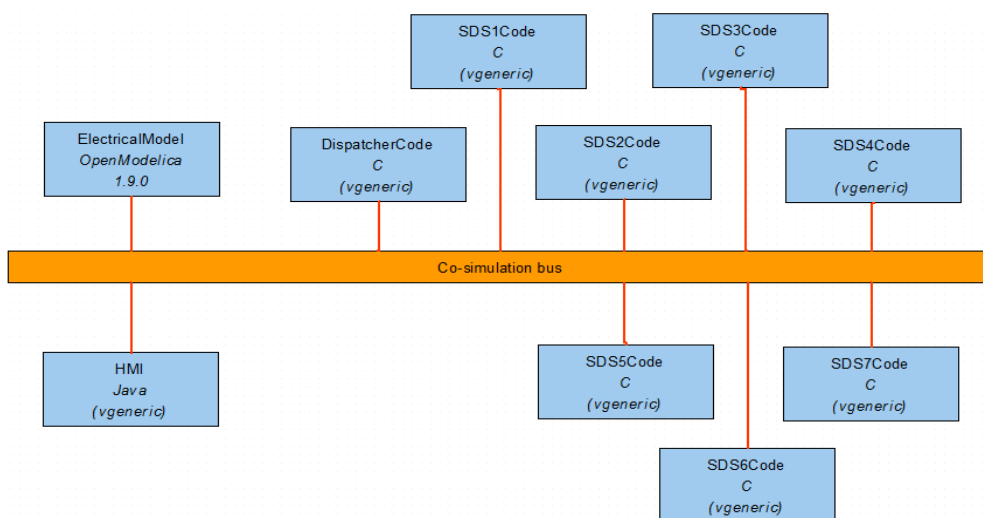 SDS1Code
C
(vgeneric)
SDS3Code
C
(vgeneric)
ElectricalModel
OpenModelica
1.9.0
DispatcherCode
C
(vgeneric)
SDS2Code
C
(vgeneric)
SDS4Code
C
(vgeneric)
Co-simulation bus
HMI
Java
(vgeneric)
SDS5Code
C
(vgeneric)
SDS7Code
C
(vgeneric)
SDS6Code
C
(vgeneric)